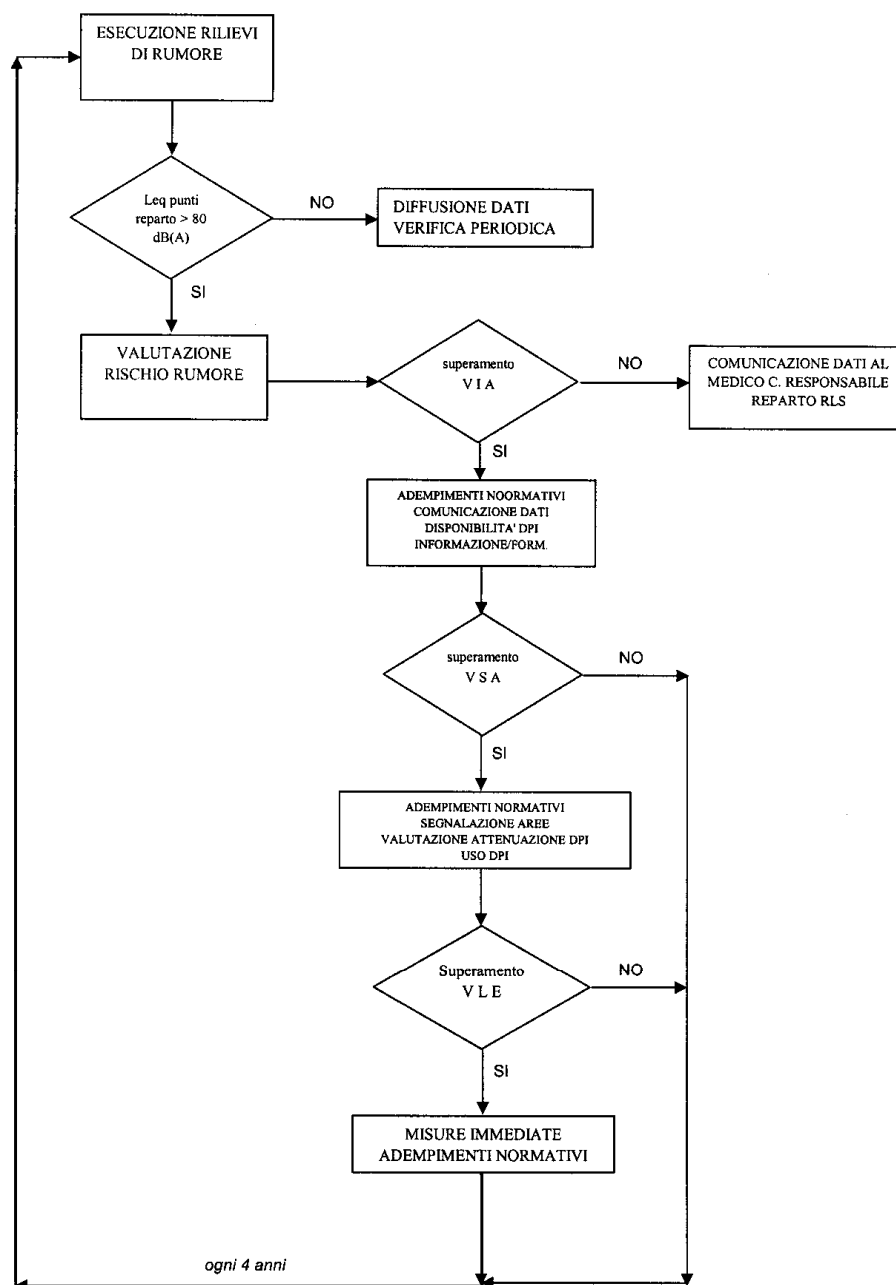 ESECUZIONE RILIEVI
DI RUMORE
Leq punti
reparto > 80
dB(A)
NO
DIFFUSIONE DATI
VERIFICA PERIODICA
SI
VALUTAZIONE
RISCHIO RUMORE
superamento
V I A
NO
COMUNICAZIONE DATI AL
MEDICO C. RESPONSABILE
REPARTO RLS
SI
ADEMPIMENTI NOORMATIVI
COMUNICAZIONE DATI
DISPONIBILITA' DPI
INFORMAZIONE/FORM.
superamento
V S A
NO
SI
ADEMPIMENTI NORMATIVI
SEGNALAZIONE AREE
VALUTAZIONE ATTENUAZIONE DPI
USO DPI
Superamento
V L E
NO
SI
MISURE IMMEDIATE
ADEMPIMENTI NORMATIVI
ogni 4 anni